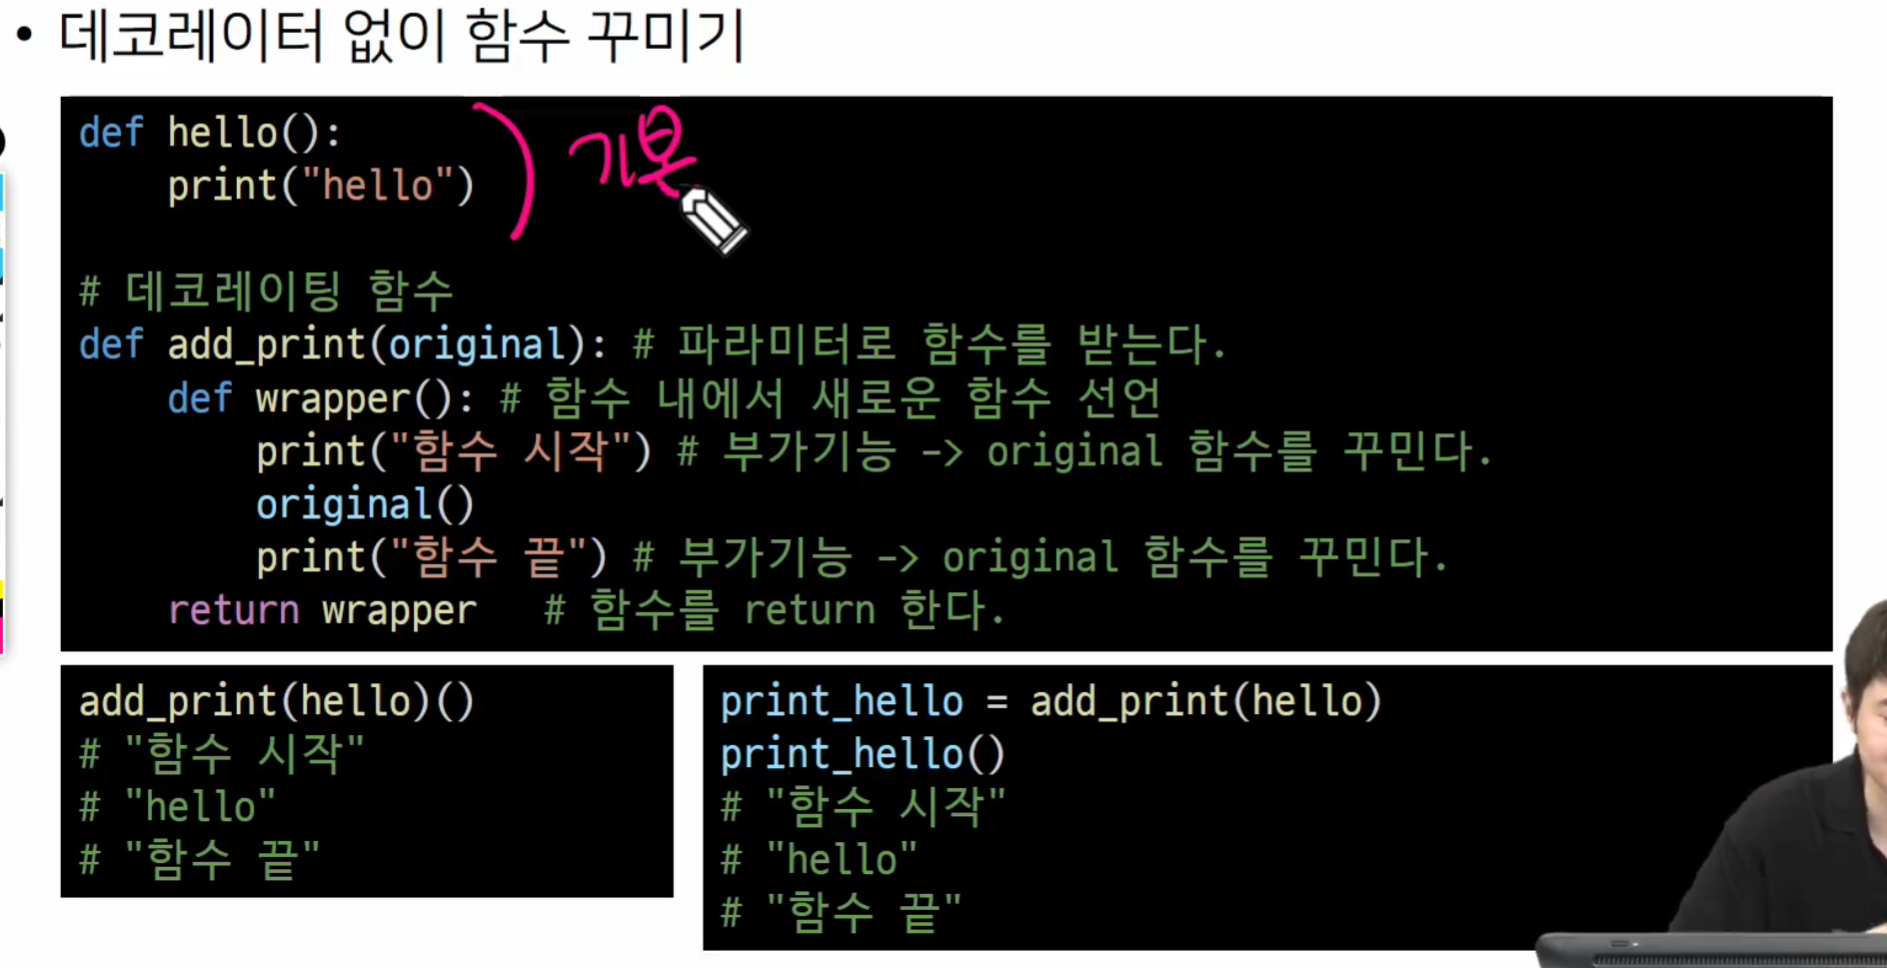 • 데코레이터 없이 함수 꾸미기
def hello():
    print("hello")
기본
# 데코레이팅 함수
def add_print(original): # 파라미터로 함수를 받는다.
    def wrapper(): # 함수 내에서 새로운 함수 선언
        print("함수 시작") # 부가기능 -> original 함수를 꾸민다.
        original()
        print("함수 끝") # 부가기능 -> original 함수를 꾸민다.
    return wrapper   # 함수를 return 한다.
add_print(hello)()
# "함수 시작"
# "hello"
# "함수 끝"
print_hello = add_print(hello)
print_hello()
# "함수 시작"
# "hello"
# "함수 끝"